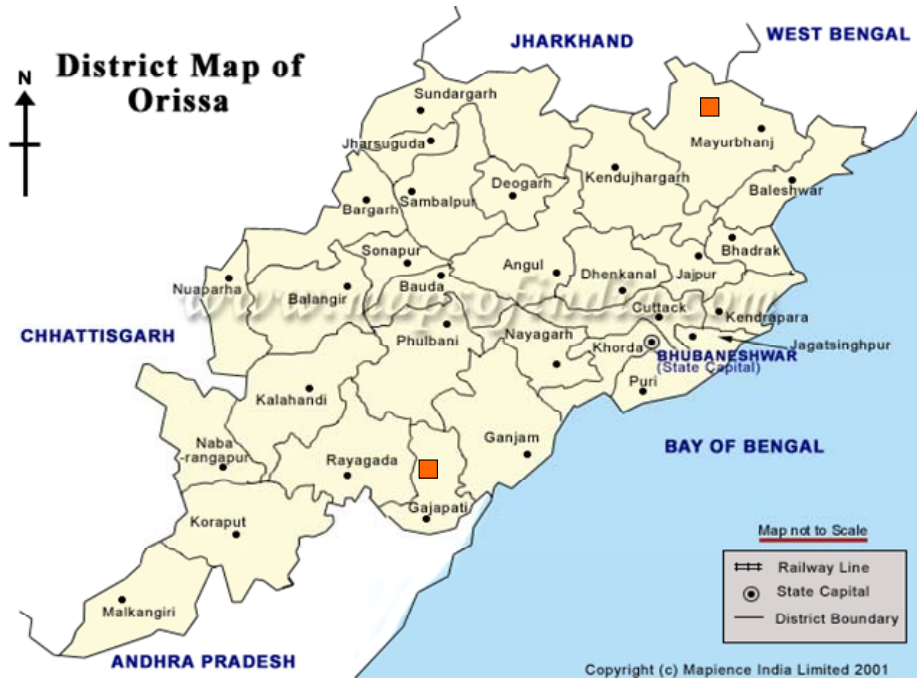 JHARKHAND
WEST BENGAL
District Map of
Orissa
N
Sundargarh
Jharsuguda
Mayurbhanj
Deogarh
Kendujhargarh
Baleshwar
Sambalpur
Bargarh
Sonapur
Bhadrak
Angul
Dhenkanal
Jajpur
Nuaparha
Balangir
Bauda
www.mapsofindia.com
Cuttack
Kendrapara
CHHATTISGARH
Phulbani
Nayagarh
Khorda
Jagatsinghpur
BHUBANESHWAR
(State Capital)
Puri
Kalahandi
Naba
-rangapur
Rayagada
Ganjam
BAY OF BENGAL
Gajapati
Koraput
Malkangiri
ANDHRA PRADESH
Map not to Scale
Railway Line
State Capital
District Boundary
Copyright (c) Mapience India Limited 2001